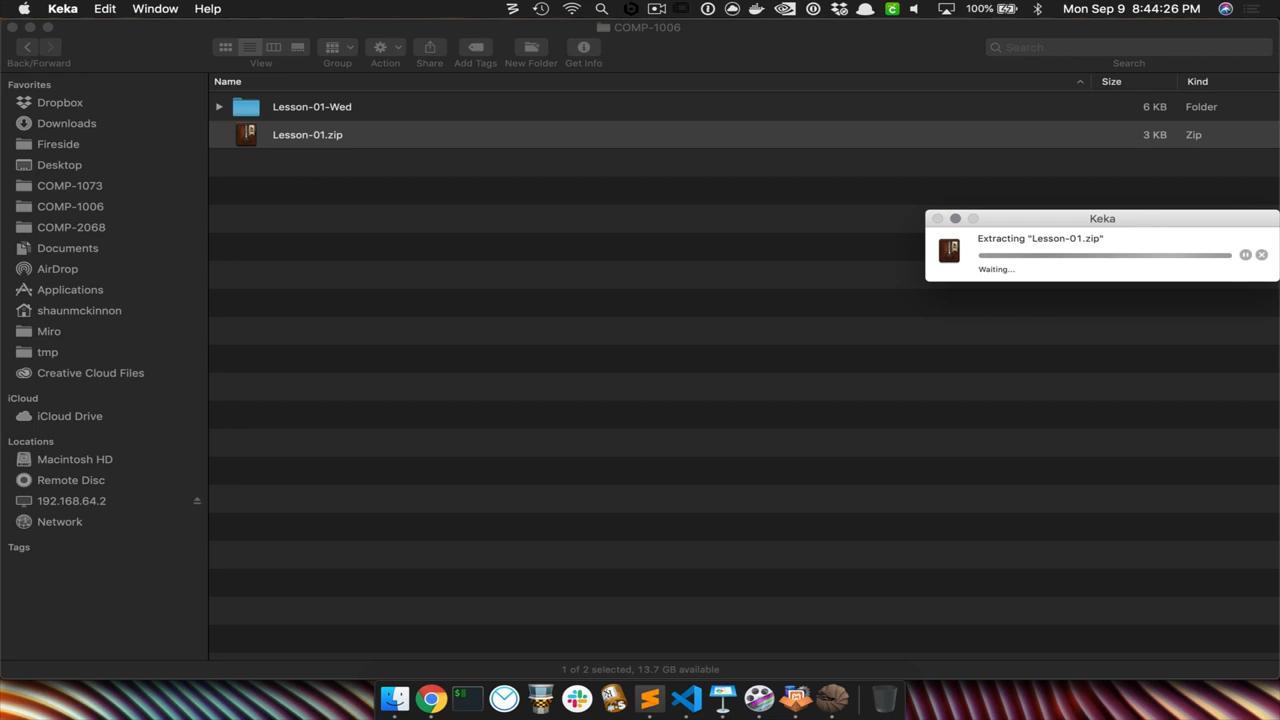 Keka Edit Window Help 100% Mon Sep 9 8:44:26 PM
COMP-1006
Back/Forward View Group Action Share Add Tags New Folder Get Info Search
Search
Name Size Kind
Favorites
Dropbox
Downloads
Fireside
Desktop
COMP-1073
COMP-1006
COMP-2068
Documents
AirDrop
Applications
shaunmckinnon
Miro
tmp
Creative Cloud Files
iCloud
iCloud Drive
Locations
Macintosh HD
Remote Disc
192.168.64.2
Network
Tags
Lesson-01-Wed 6 KB Folder
Lesson-01.zip 3 KB Zip
Keka
Extracting "Lesson-01.zip"
Waiting...
1 of 2 selected, 13.7 GB available
$